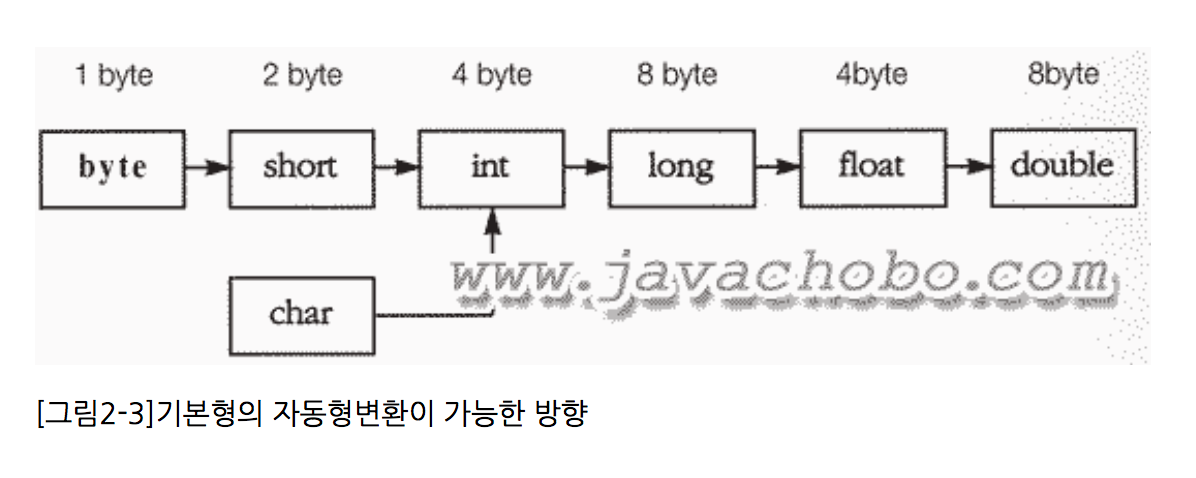 1 byte 2 byte 4 byte 8 byte 4byte 8byte
byte short int long float double
www.javachobo.com
char
[그림2-3]기본형의 자동형변환이 가능한 방향